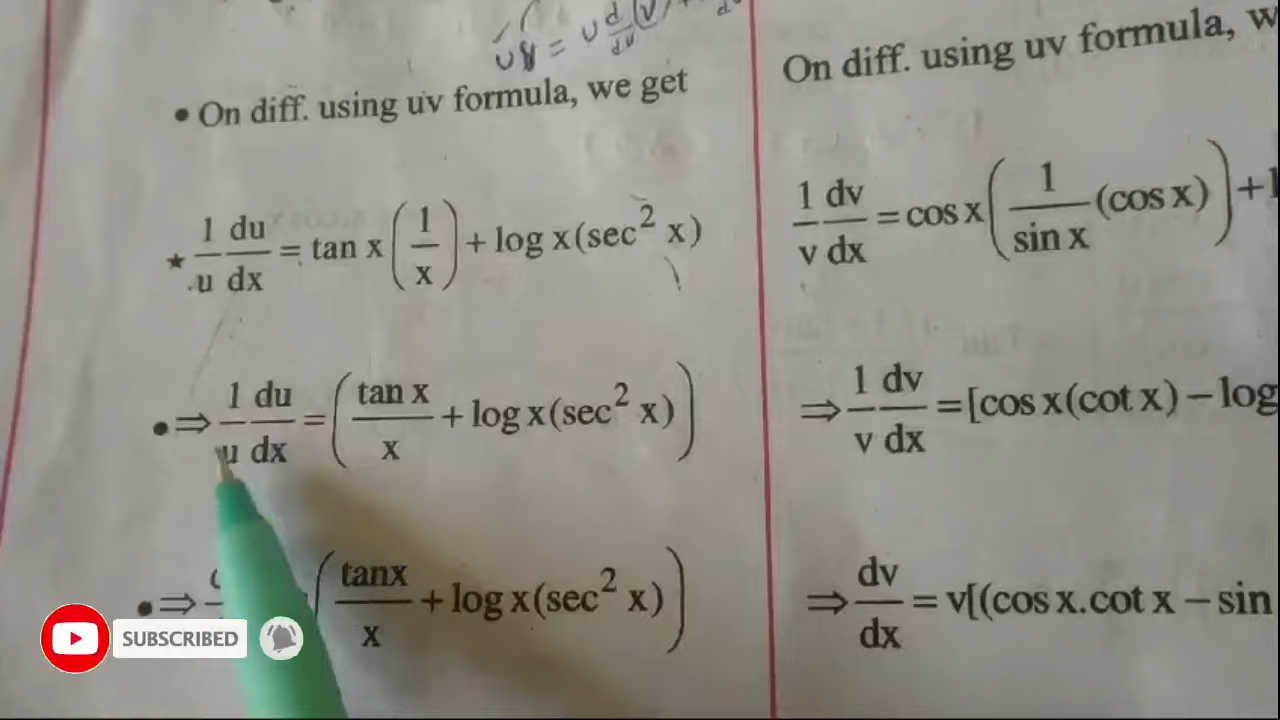 uv = u d/dv (v)
• On diff. using uv formula, we get
★ 1/u du/dx = tan x (1/x) + log x(sec² x)
• ⇒ 1/u du/dx = (tan x/x + log x(sec² x))
• ⇒ (tanx/x + log x(sec² x))
On diff. using uv formula,
1/v dv/dx = cos x (1/sin x (cos x)) +
⇒ 1/v dv/dx = [cos x(cot x) − log
⇒ dv/dx = v[(cos x.cot x − sin
SUBSCRIBED